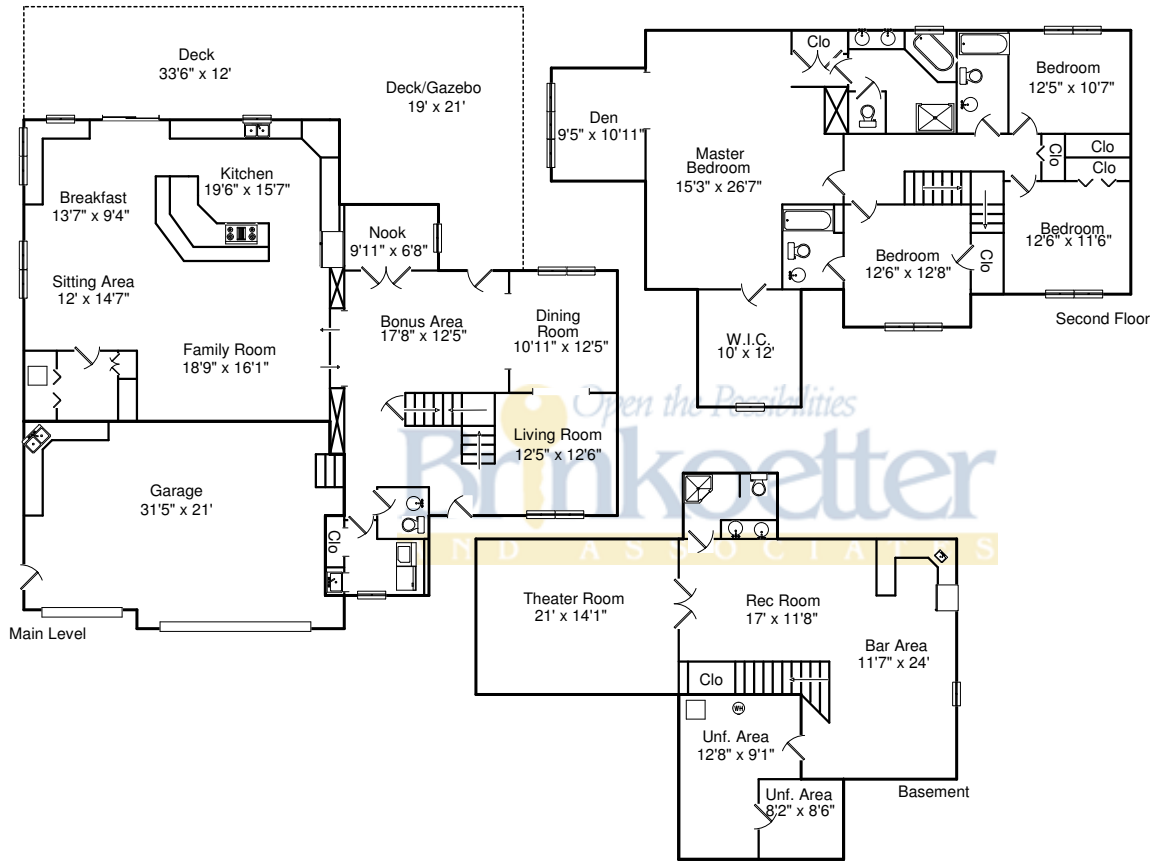 Deck
33'6" x 12'
Deck/Gazebo
19' x 21'
Kitchen
19'6" x 15'7"
Breakfast
13'7" x 9'4"
Nook
9'11" x 6'8"
Sitting Area
12' x 14'7"
Bonus Area
17'8" x 12'5"
Dining
Room
10'11" x 12'5"
Family Room
18'9" x 16'1"
Living Room
12'5" x 12'6"
Garage
31'5" x 21'
Clo
Main Level
Clo
Bedroom
12'5" x 10'7"
Den
9'5" x 10'11"
Master
Bedroom
15'3" x 26'7"
Clo
Clo
Clo
Bedroom
12'6" x 11'6"
Bedroom
12'6" x 12'8"
Clo
Second Floor
W.I.C.
10' x 12'
Open the Possibilities
Brinkoetter
AND ASSOCIATES
Theater Room
21' x 14'1"
Rec Room
17' x 11'8"
Bar Area
11'7" x 24'
Clo
WH
Unf. Area
12'8" x 9'1"
Unf. Area
8'2" x 8'6"
Basement